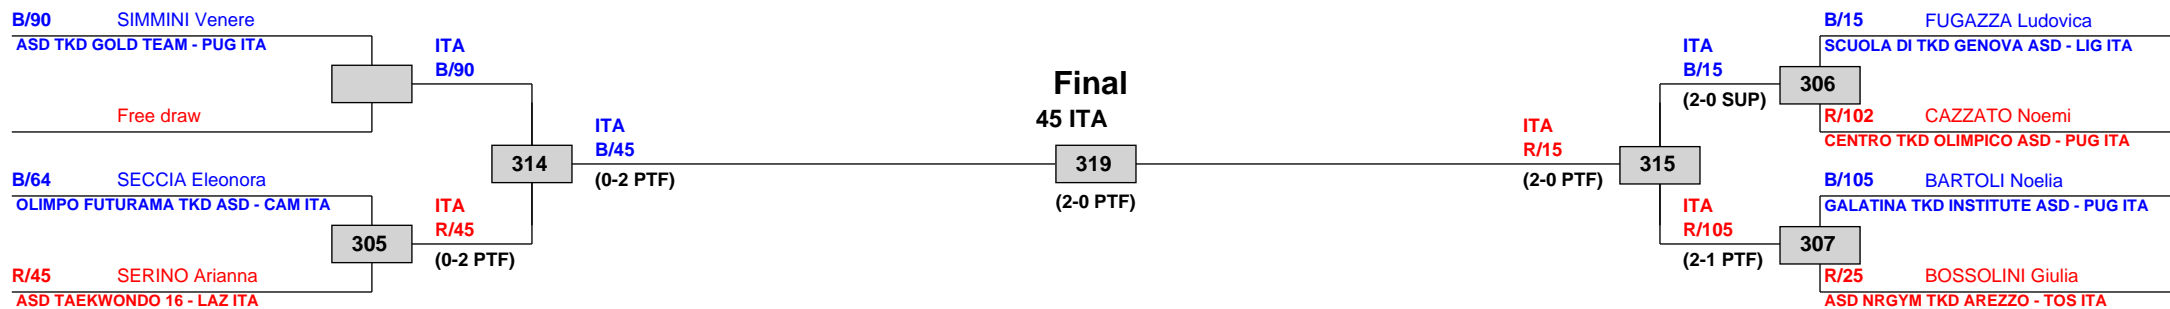 B/90 SIMMINI Venere
ASD TKD GOLD TEAM - PUG ITA
Free draw
B/64 SECCIA Eleonora
OLIMPO FUTURAMA TKD ASD - CAM ITA
305
R/45 SERINO Arianna
ASD TAEKWONDO 16 - LAZ ITA
ITA
B/90
314
ITA
R/45
(0-2 PTF)
ITA
B/45
(0-2 PTF)
Final
45 ITA
319
(2-0 PTF)
ITA
R/15
(2-0 PTF)
315
ITA
B/15
(2-0 SUP)
ITA
R/105
(2-1 PTF)
B/15 FUGAZZA Ludovica
SCUOLA DI TKD GENOVA ASD - LIG ITA
306
R/102 CAZZATO Noemi
CENTRO TKD OLIMPICO ASD - PUG ITA
B/105 BARTOLI Noelia
GALATINA TKD INSTITUTE ASD - PUG ITA
307
R/25 BOSSOLINI Giulia
ASD NRGYM TKD AREZZO - TOS ITA